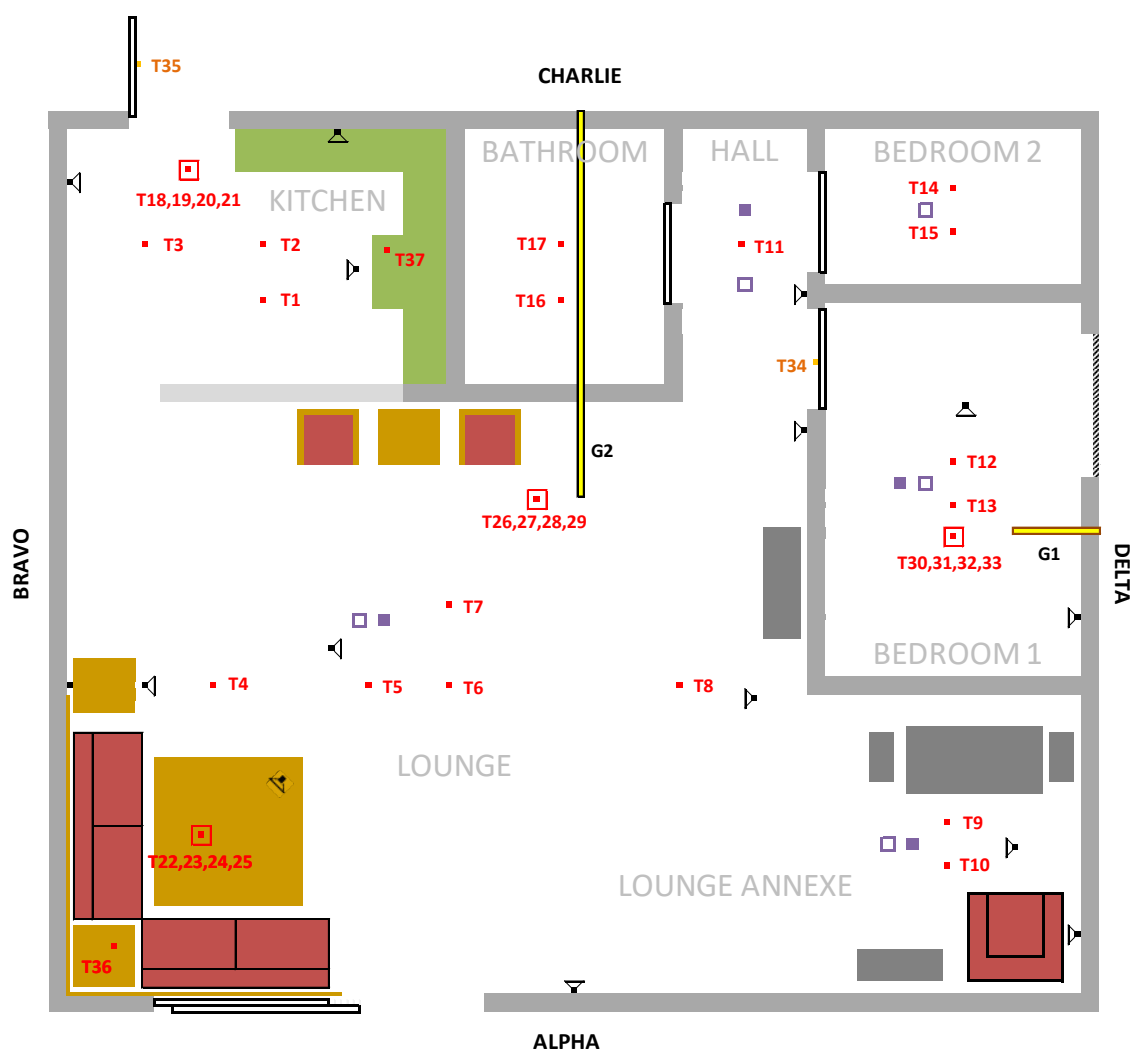 T35
CHARLIE
BATHROOM
HALL
BEDROOM 2
T14
T18,19,20,21
KITCHEN
T15
T3
T2
T17
T11
T37
T1
T16
T34
G2
T12
T26,27,28,29
T13
G1
T30,31,32,33
BRAVO
DELTA
T7
BEDROOM 1
T4
T5
T6
T8
LOUNGE
T9
T22,23,24,25
T10
LOUNGE ANNEXE
T36
ALPHA